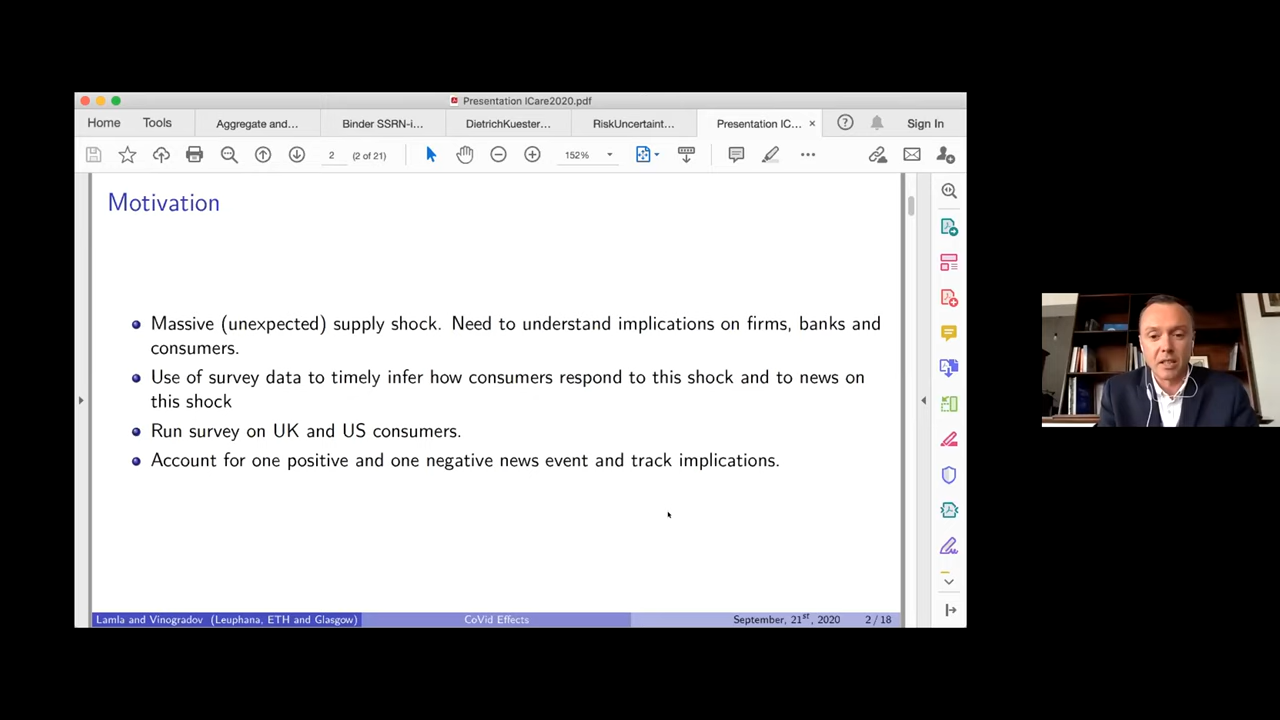 Presentation ICare2020.pdf
Home Tools Aggregate and... Binder SSRN-i... DietrichKuester... RiskUncertaint... Presentation IC... × Sign In
2 (2 of 21) 152%
Motivation
Massive (unexpected) supply shock. Need to understand implications on firms, banks and
consumers.
Use of survey data to timely infer how consumers respond to this shock and to news on
this shock
Run survey on UK and US consumers.
Account for one positive and one negative news event and track implications.
Lamla and Vinogradov (Leuphana, ETH and Glasgow) CoVid Effects September, 21st, 2020 2 / 18